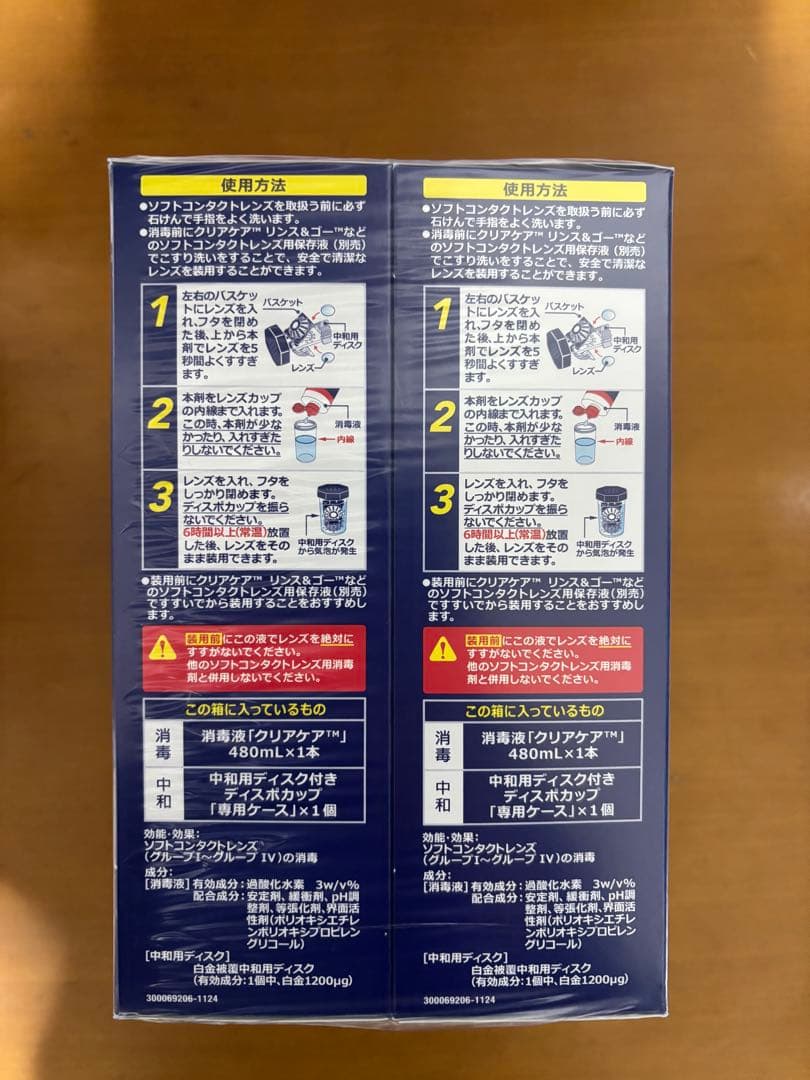 使用方法
●ソフトコンタクトレンズを取扱う前に必ず
石けんで手指をよく洗います。
●消毒前にクリアケア™ リンス&ゴー™など
のソフトコンタクトレンズ用保存液（別売）
でこすり洗いをすることで、安全で清潔な
レンズを装用することができます。
1
左右のバスケッ
トにレンズを入
れ、フタを閉め
た後、上から本
剤でレンズを5
秒間よくすすぎ
ます。
バスケット
中和用
ディスク
レンズ
2
本剤をレンズカップ
の内線まで入れます。
この時、本剤が少な
かったり、入れすぎた
りしないでください。
消毒液
内線
3
レンズを入れ、フタを
しっかり閉めます。
ディスポカップを振ら
ないでください。
6時間以上(常温)放置
した後、レンズをその
まま装用できます。
中和用ディスク
から気泡が発生
●装用前にクリアケア™ リンス&ゴー™など
のソフトコンタクトレンズ用保存液（別売）
ですすいでから装用することをおすすめし
ます。
装用前にこの液でレンズを絶対に
すすがないでください。
他のソフトコンタクトレンズ用消毒
剤と併用しないでください。
この箱に入っているもの
消毒
消毒液「クリアケア™」
480mL×1本
中和
中和用ディスク付き
ディスポカップ
「専用ケース」×1個
効能・効果：
ソフトコンタクトレンズ
（グループⅠ～グループ Ⅳ）の消毒
成分：
[消毒液] 有効成分：過酸化水素 3w/v%
配合成分：安定剤、緩衝剤、pH調
整剤、等張化剤、界面活
性剤（ポリオキシエチレ
ンポリオキシプロピレン
グリコール）
[中和用ディスク]
白金被覆中和用ディスク
（有効成分：1個中、白金1200μg）
300069206-1124
使用方法
●ソフトコンタクトレンズを取扱う前に必ず
石けんで手指をよく洗います。
●消毒前にクリアケア™ リンス&ゴー™など
のソフトコンタクトレンズ用保存液（別売）
でこすり洗いをすることで、安全で清潔な
レンズを装用することができます。
1
左右のバスケッ
トにレンズを入
れ、フタを閉め
た後、上から本
剤でレンズを5
秒間よくすすぎ
ます。
バスケット
中和用
ディスク
レンズ
2
本剤をレンズカップ
の内線まで入れます。
この時、本剤が少な
かったり、入れすぎた
りしないでください。
消毒液
内線
3
レンズを入れ、フタを
しっかり閉めます。
ディスポカップを振ら
ないでください。
6時間以上(常温)放置
した後、レンズをその
まま装用できます。
中和用ディスク
から気泡が発生
●装用前にクリアケア™ リンス&ゴー™など
のソフトコンタクトレンズ用保存液（別売）
ですすいでから装用することをおすすめし
ます。
装用前にこの液でレンズを絶対に
すすがないでください。
他のソフトコンタクトレンズ用消毒
剤と併用しないでください。
この箱に入っているもの
消毒
消毒液「クリアケア™」
480mL×1本
中和
中和用ディスク付き
ディスポカップ
「専用ケース」×1個
効能・効果：
ソフトコンタクトレンズ
（グループⅠ～グループ Ⅳ）の消毒
成分：
[消毒液] 有効成分：過酸化水素 3w/v%
配合成分：安定剤、緩衝剤、pH調
整剤、等張化剤、界面活
性剤（ポリオキシエチレ
ンポリオキシプロピレン
グリコール）
[中和用ディスク]
白金被覆中和用ディスク
（有効成分：1個中、白金1200μg）
300069206-1124